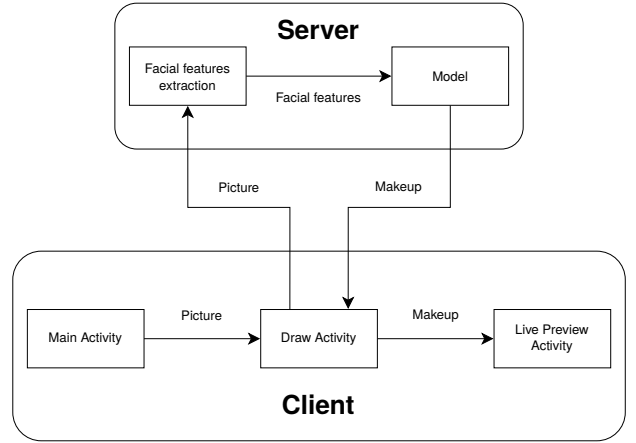 Server
Facial features
extraction
Model
Facial features
Picture
Makeup
Main Activity
Picture
Draw Activity
Makeup
Live Preview
Activity
Client